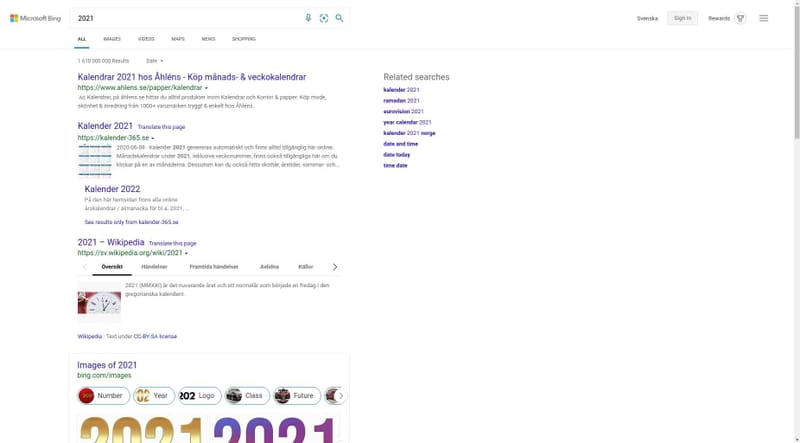 Microsoft Bing
2021
Svenska
Sign in
Rewards
ALL
IMAGES
VIDEOS
MAPS
NEWS
SHOPPING
1 610 000 000 Results
Date
Kalendrar 2021 hos Åhléns - Köp månads- & veckokalendrar
https://www.ahlens.se/papper/kalendrar
Ad Kalendrar, på åhlens.se hittar du alltid produkter inom Kalendrar och Kontor & papper. Köp mode,
skönhet & inredning från 1000+ varumärken tryggt & enkelt hos Åhléns.
Kalender 2021 Translate this page
https://kalender-365.se
2020-06-08 · Kalender 2021 genereras automatiskt och finns alltid tillgänglig här online.
Månadskalendrar under 2021, inklusive veckonummer, finns också tillgängliga här om du
klickar på en av månaderna. Dessutom kan du också hitta skottår, årstider, sommar- och...
Kalender 2022
På den här hemsidan finns alla online
årskalendrar / almanacka för bl.a. 2021, ...
See results only from kalender-365.se
2021 – Wikipedia Translate this page
https://sv.wikipedia.org/wiki/2021
Översikt
Händelser
Framtida händelser
Avlidna
Källor
2021 (MMXXI) är det nuvarande året och ett normalår som började en fredag i den
gregorianska kalendern.
Wikipedia · Text under CC-BY-SA license
Images of 2021
bing.com/images
Number
Year
Logo
Class
Future
2021
2021
Related searches
kalender 2021
ramadan 2021
eurovision 2021
year calendar 2021
kalender 2021 norge
date and time
date today
time date